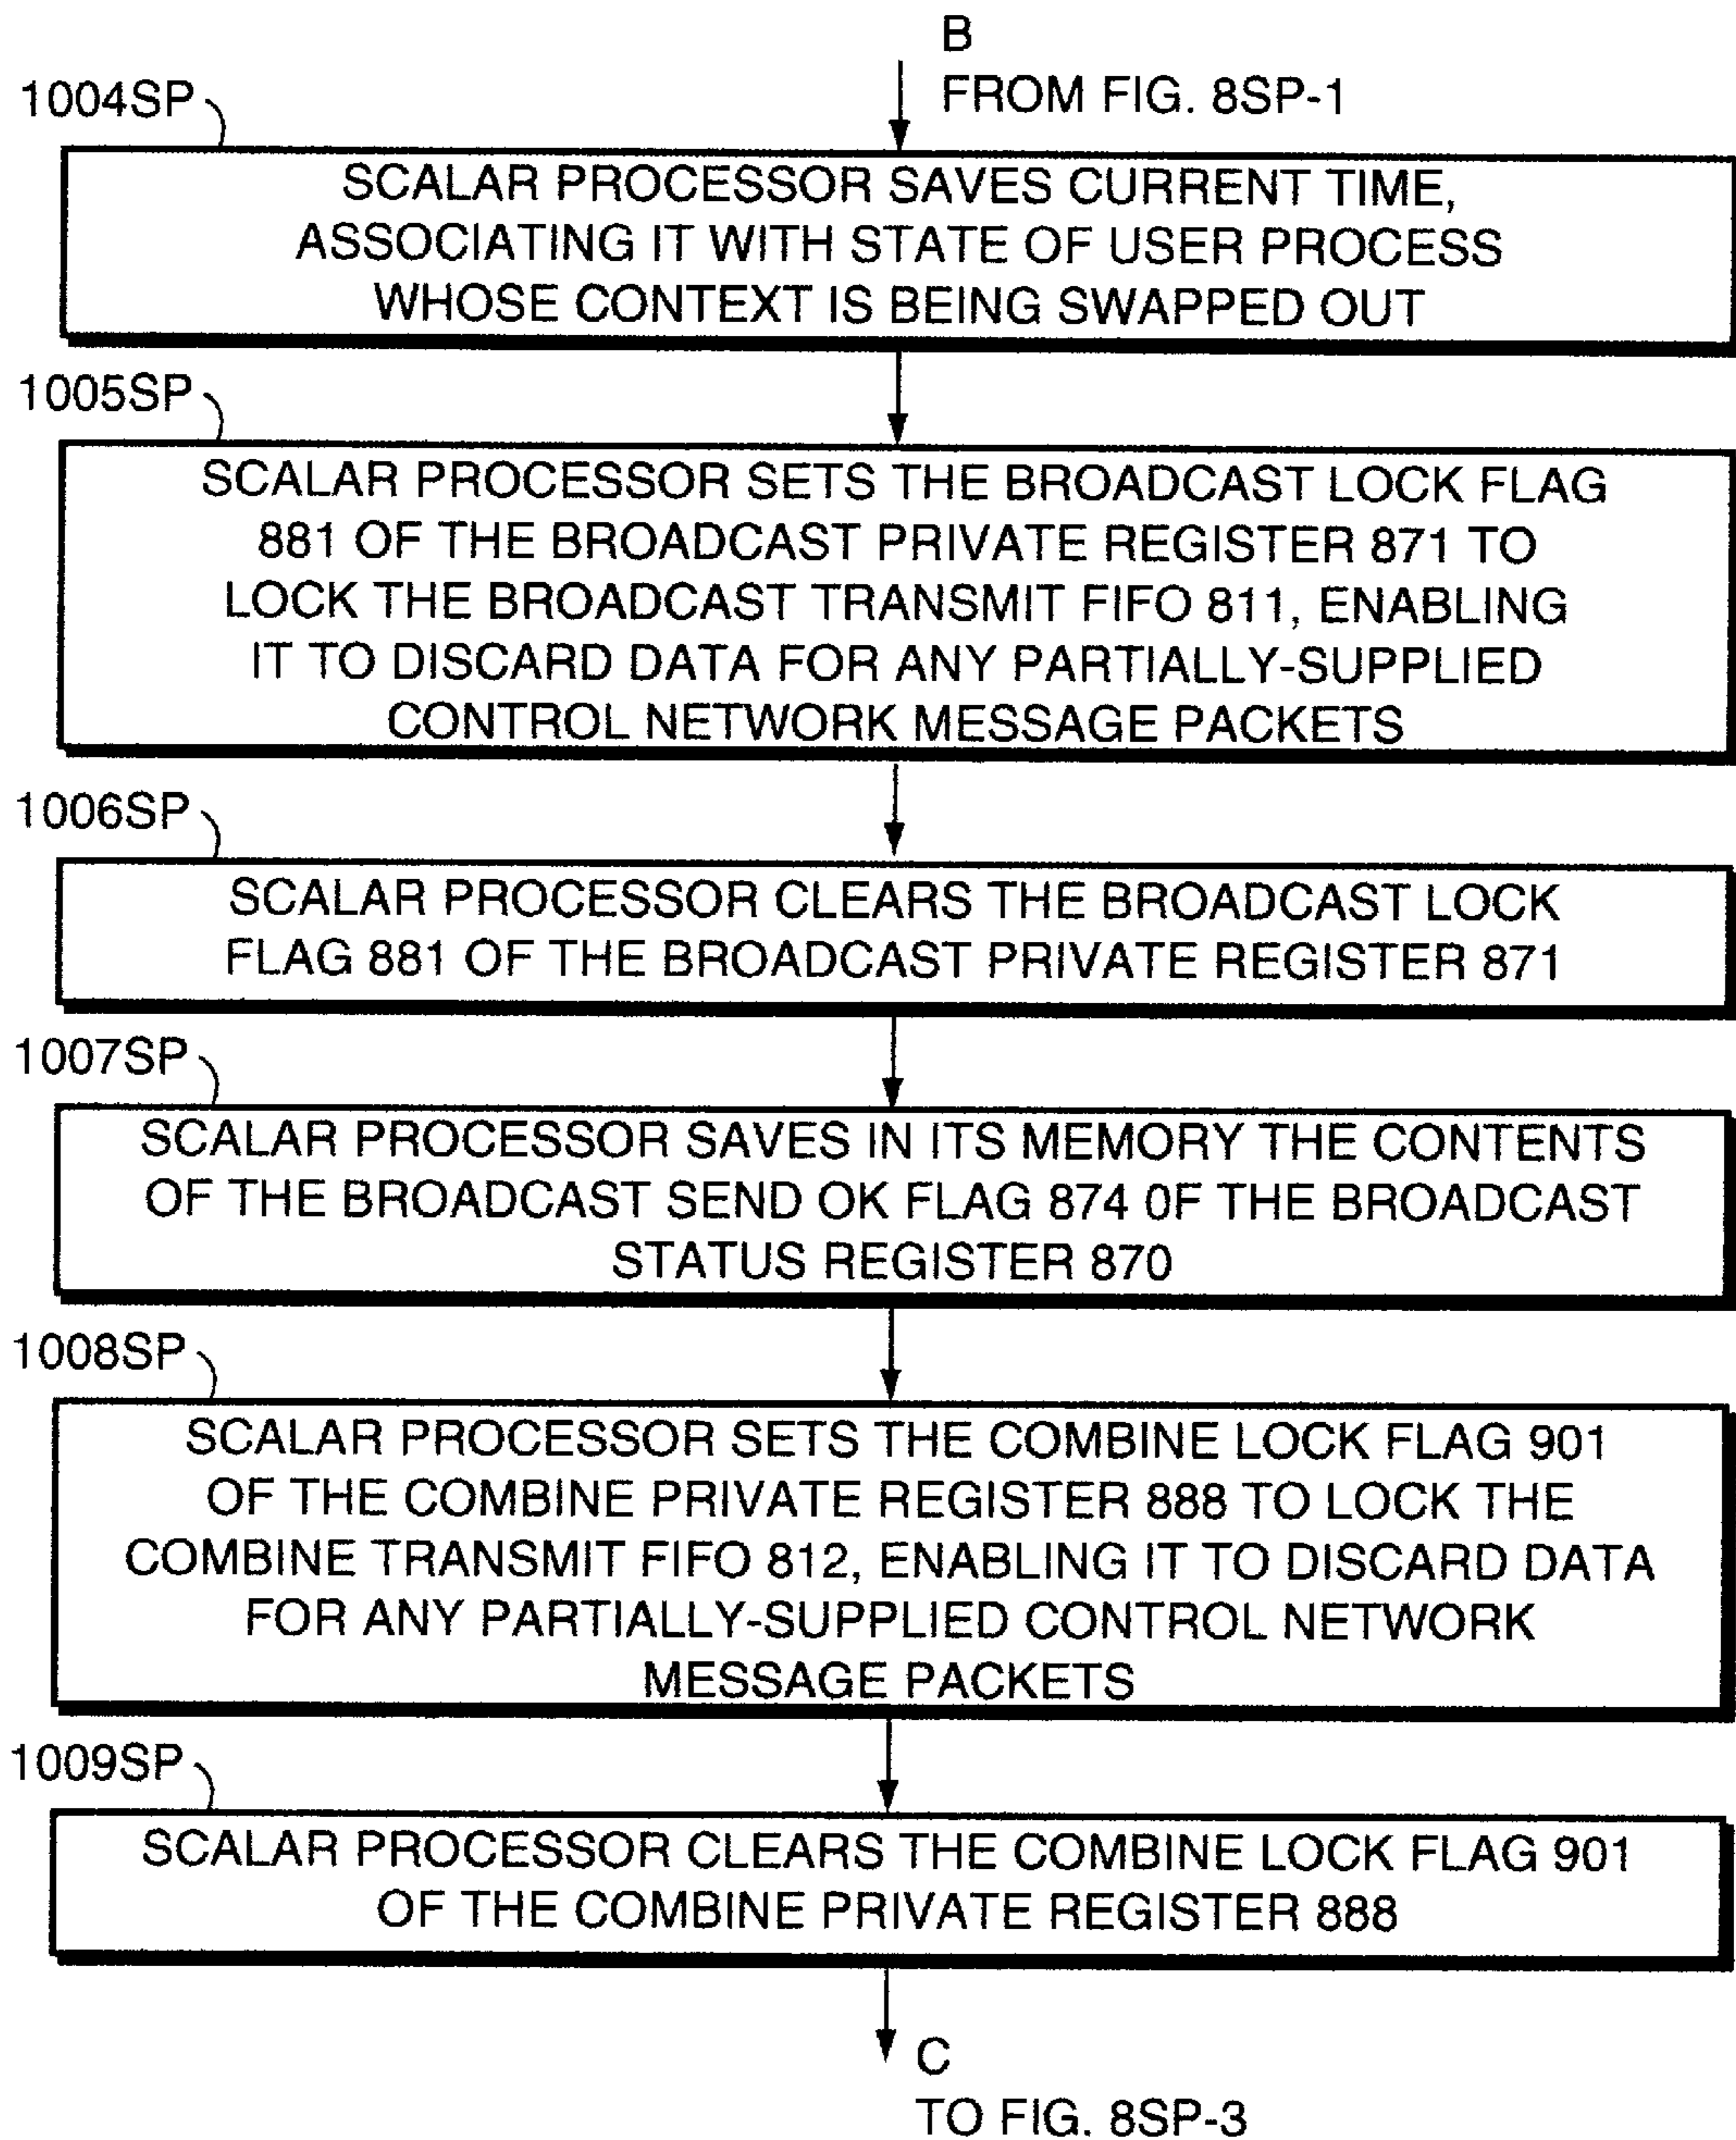 B
FROM FIG. 8SP-1
1004SP
SCALAR PROCESSOR SAVES CURRENT TIME,
ASSOCIATING IT WITH STATE OF USER PROCESS
WHOSE CONTEXT IS BEING SWAPPED OUT
1005SP
SCALAR PROCESSOR SETS THE BROADCAST LOCK FLAG
881 OF THE BROADCAST PRIVATE REGISTER 871 TO
LOCK THE BROADCAST TRANSMIT FIFO 811, ENABLING
IT TO DISCARD DATA FOR ANY PARTIALLY-SUPPLIED
CONTROL NETWORK MESSAGE PACKETS
1006SP
SCALAR PROCESSOR CLEARS THE BROADCAST LOCK
FLAG 881 OF THE BROADCAST PRIVATE REGISTER 871
1007SP
SCALAR PROCESSOR SAVES IN ITS MEMORY THE CONTENTS
OF THE BROADCAST SEND OK FLAG 874 0F THE BROADCAST
STATUS REGISTER 870
1008SP
SCALAR PROCESSOR SETS THE COMBINE LOCK FLAG 901
OF THE COMBINE PRIVATE REGISTER 888 TO LOCK THE
COMBINE TRANSMIT FIFO 812, ENABLING IT TO DISCARD DATA
FOR ANY PARTIALLY-SUPPLIED CONTROL NETWORK
MESSAGE PACKETS
1009SP
SCALAR PROCESSOR CLEARS THE COMBINE LOCK FLAG 901
OF THE COMBINE PRIVATE REGISTER 888
C
TO FIG. 8SP-3